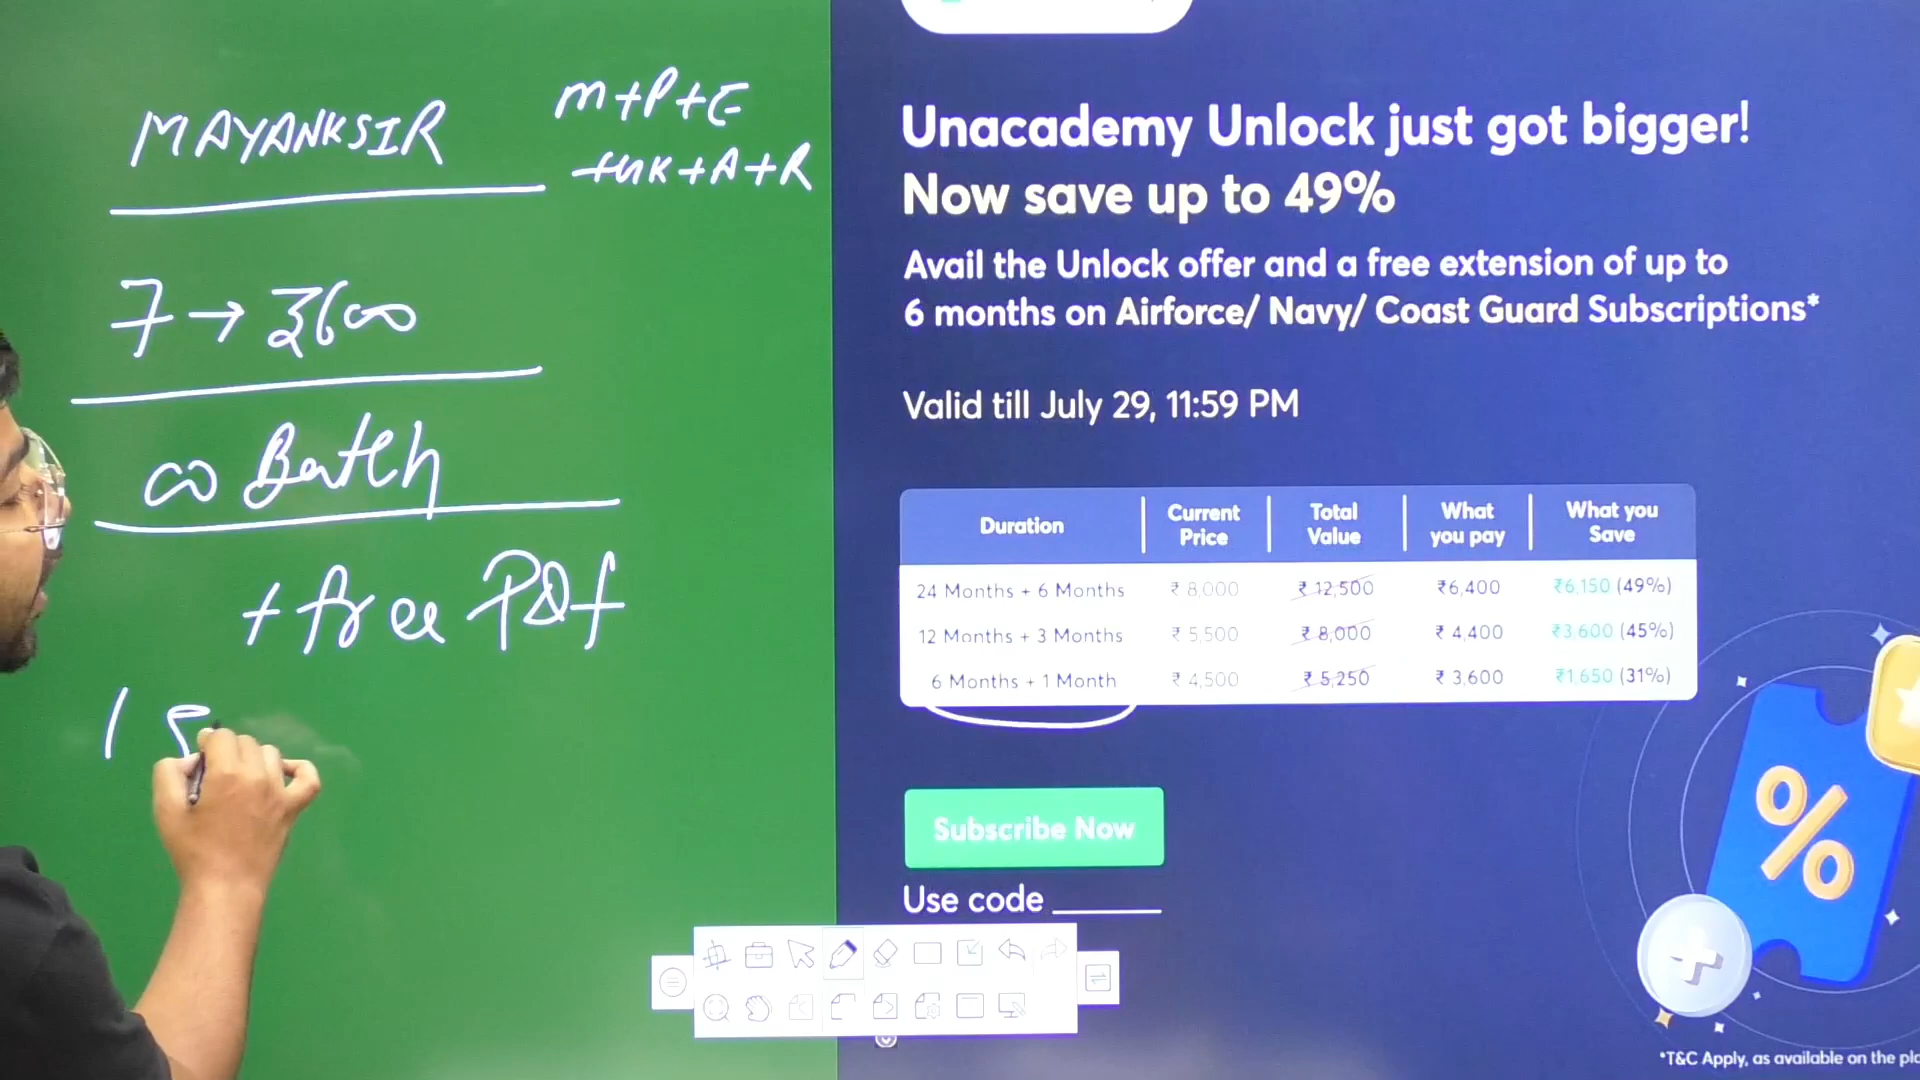 MAYANKSIR
m+P+E
+GK+A+R
7 → ₹3600
∞ Bath
+ free PDf
1
Unacademy Unlock just got bigger!
Now save up to 49%
Avail the Unlock offer and a free extension of up to
6 months on Airforce/ Navy/ Coast Guard Subscriptions*
Valid till July 29, 11:59 PM
Duration Current Price Total Value What you pay What you Save
24 Months + 6 Months ₹ 8,000 ₹ 12,500 ₹6,400 ₹6,150 (49%)
12 Months + 3 Months ₹ 5,500 ₹ 8,000 ₹ 4,400 ₹3,600 (45%)
6 Months + 1 Month ₹ 4,500 ₹ 5,250 ₹ 3,600 ₹1,650 (31%)
Subscribe Now
Use code ______
%
*T&C Apply, as available on the